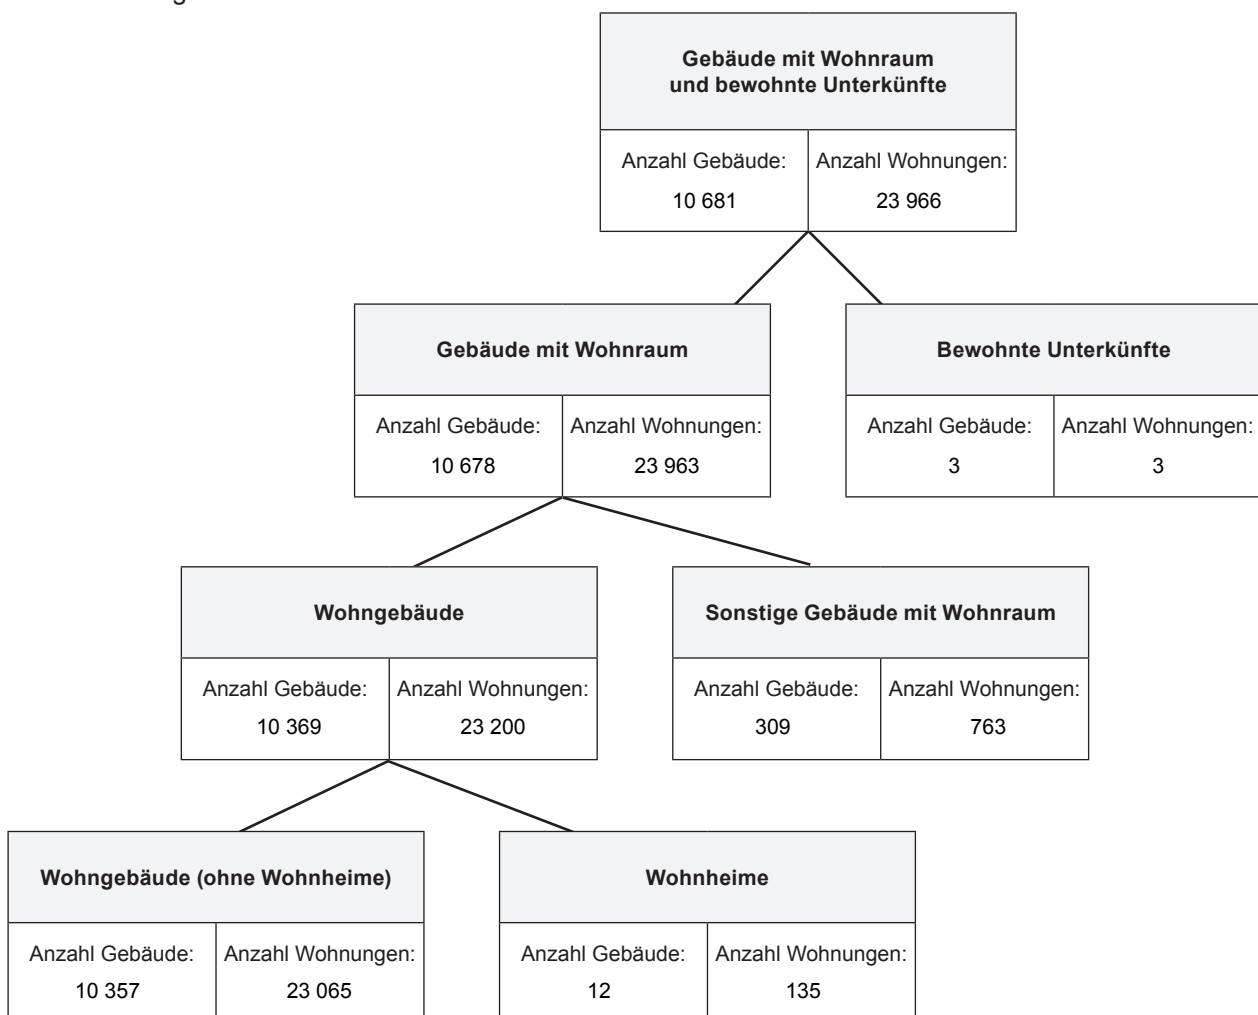 Gebäude mit Wohnraum
und bewohnte Unterkünfte
Anzahl Gebäude: Anzahl Wohnungen:
10 681 23 966
Gebäude mit Wohnraum
Anzahl Gebäude: Anzahl Wohnungen:
10 678 23 963
Bewohnte Unterkünfte
Anzahl Gebäude: Anzahl Wohnungen:
3 3
Wohngebäude
Anzahl Gebäude: Anzahl Wohnungen:
10 369 23 200
Sonstige Gebäude mit Wohnraum
Anzahl Gebäude: Anzahl Wohnungen:
309 763
Wohngebäude (ohne Wohnheime)
Anzahl Gebäude: Anzahl Wohnungen:
10 357 23 065
Wohnheime
Anzahl Gebäude: Anzahl Wohnungen:
12 135